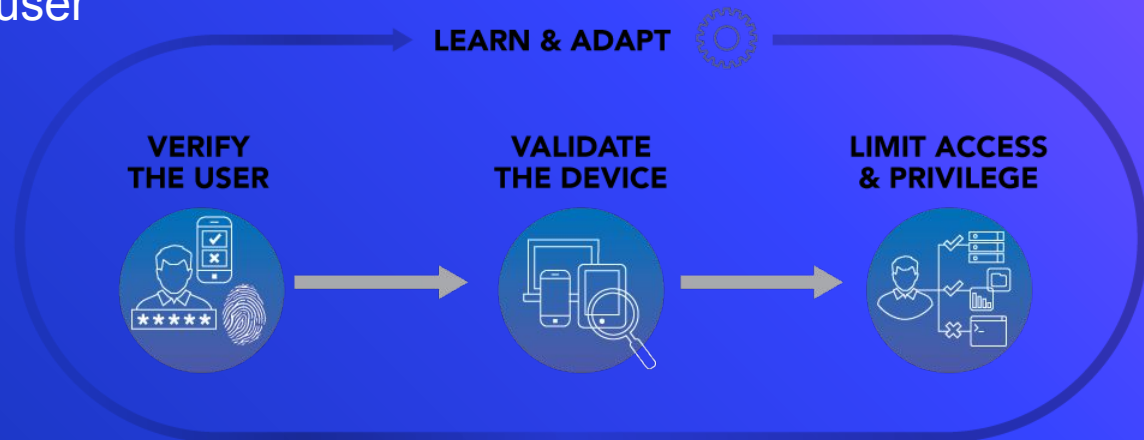 user
LEARN & ADAPT
VERIFY
THE USER
VALIDATE
THE DEVICE
LIMIT ACCESS
& PRIVILEGE
*****